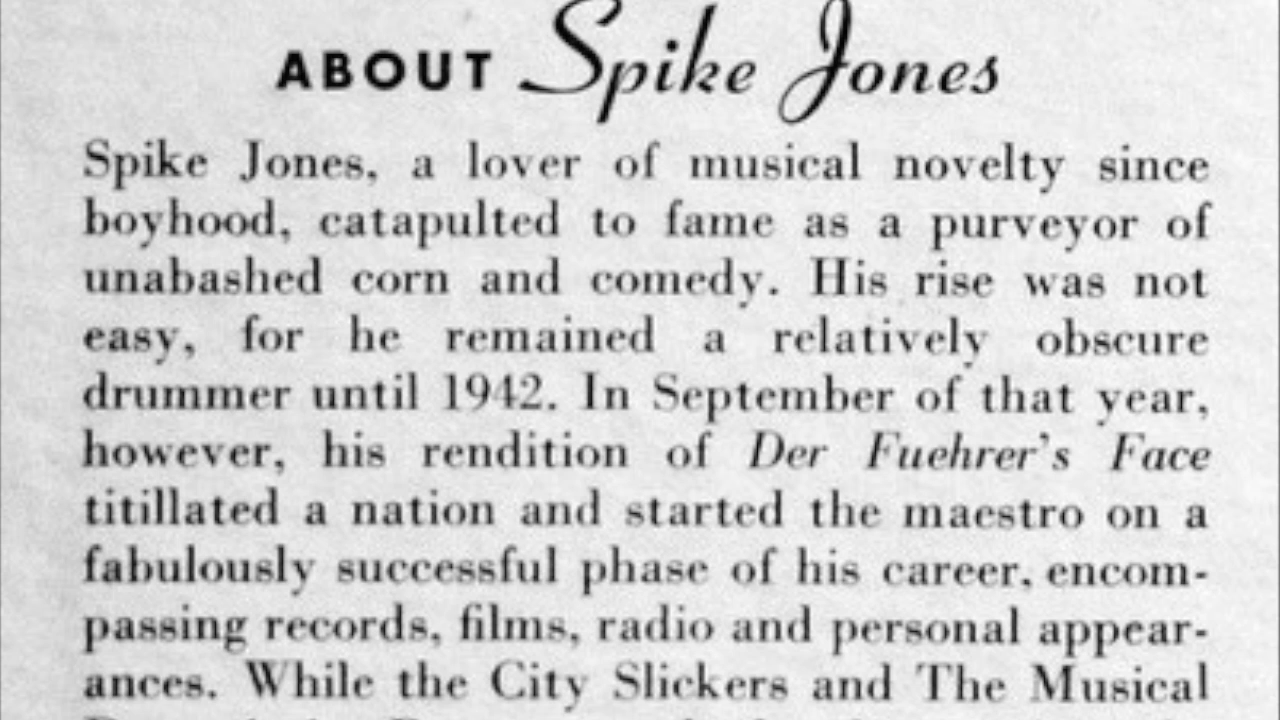 ABOUT Spike Jones
Spike Jones, a lover of musical novelty since
boyhood, catapulted to fame as a purveyor of
unabashed corn and comedy. His rise was not
easy, for he remained a relatively obscure
drummer until 1942. In September of that year,
however, his rendition of Der Fuehrer's Face
titillated a nation and started the maestro on a
fabulously successful phase of his career, encom-
passing records, films, radio and personal appear-
ances. While the City Slickers and The Musical